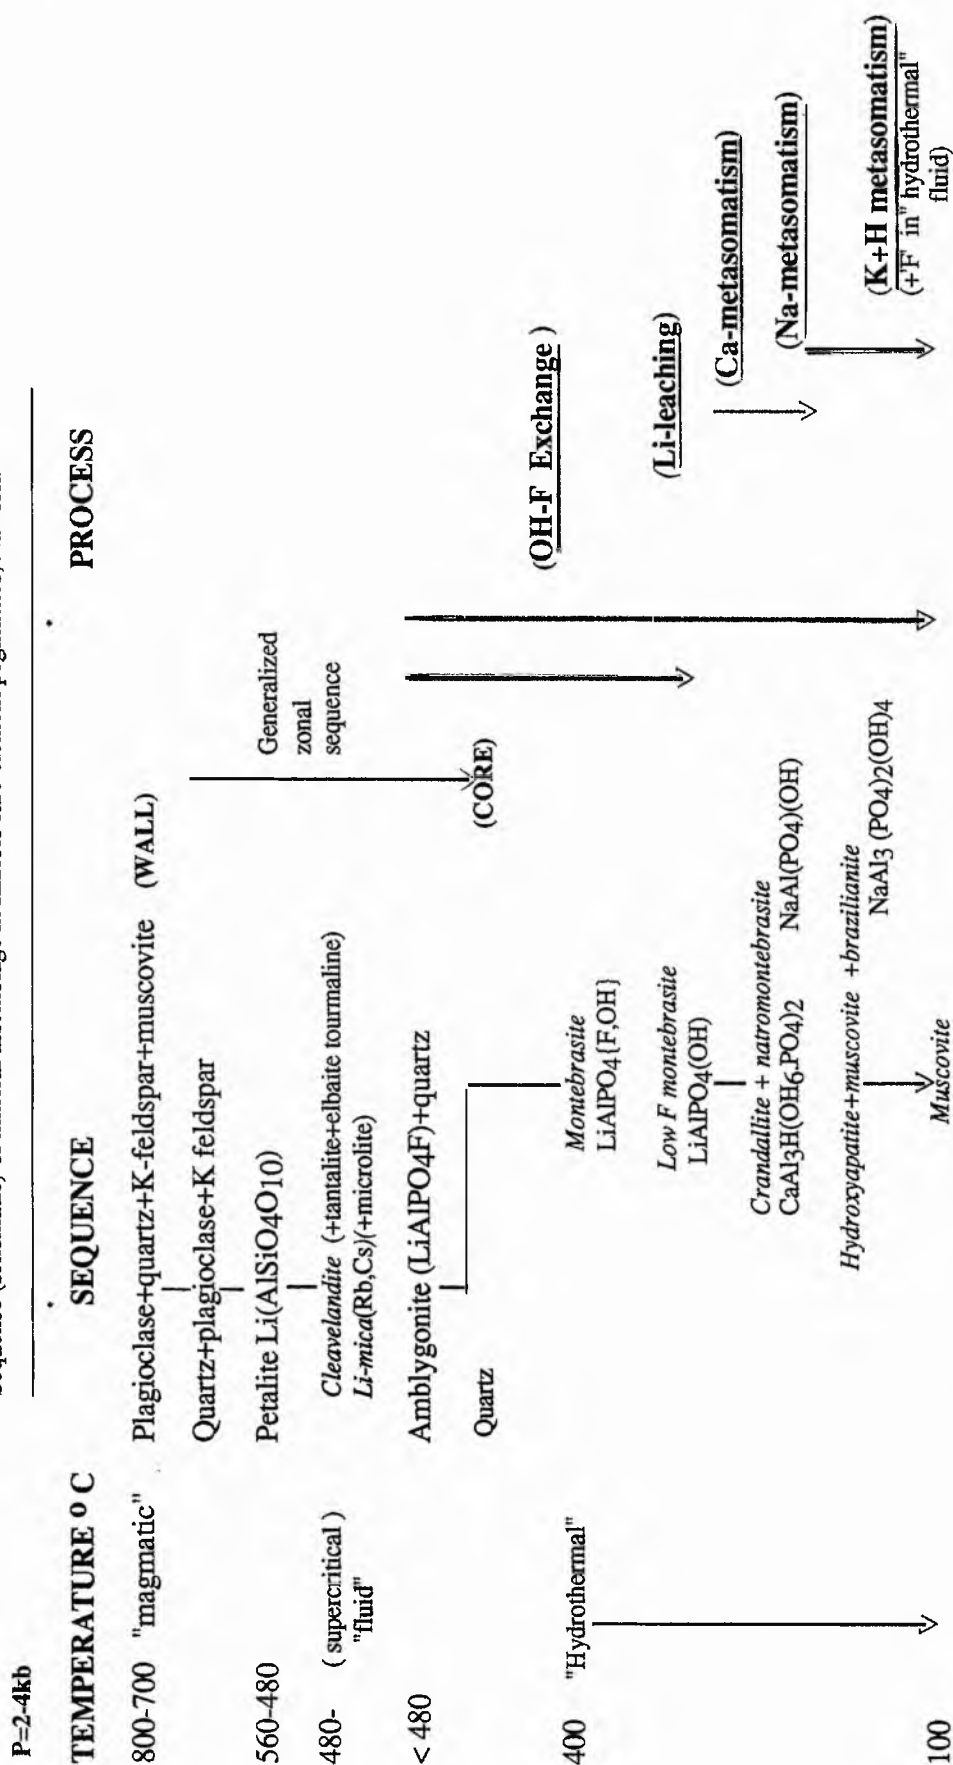 P=2-4kb
TEMPERATURE º C SEQUENCE PROCESS
800-700 "magmatic" Plagioclase+quartz+K-feldspar+muscovite (WALL)
Quartz+plagioclase+K feldspar
560-480 Petalite Li(AlSiO4O10) Generalized
zonal
sequence
480- ( supercritical ) Cleavelandite (+tantalite+elbaite tourmaline)
"fluid" Li-mica(Rb,Cs)(+microlite)
< 480 Amblygonite (LiAlPO4F)+quartz
Quartz (CORE)
(OH-F Exchange )
400 "Hydrothermal" Montebrasite
LiAlPO4{F,OH}
Low F montebrasite (Li-leaching)
LiAlPO4(OH)
(Ca-metasomatism)
Crandallite + natromontebrasite
CaAl3H(OH6.PO4)2 NaAl(PO4)(OH)
(Na-metasomatism)
Hydroxyapatite+muscovite +brazilianite
NaAl3 (PO4)2(OH)4
(K+H metasomatism)
(+'F' in" hydrothermal"
fluid)
100 Muscovite